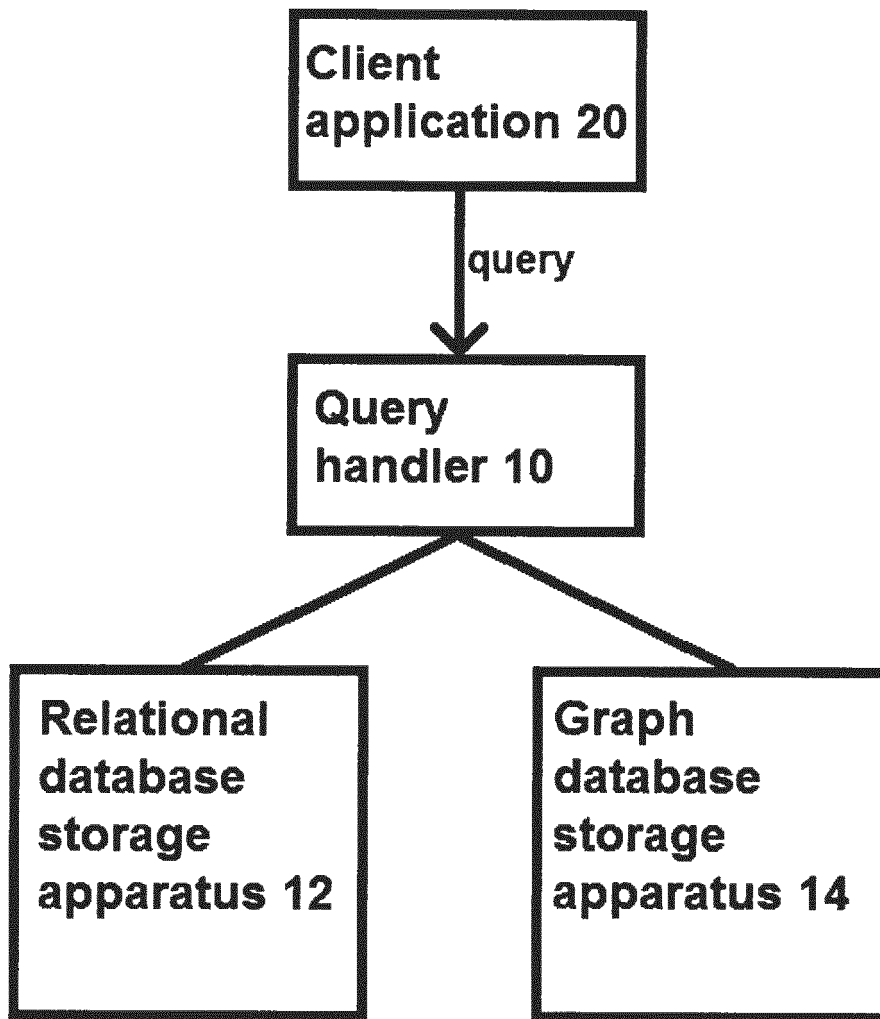 Client
application 20
query
Query
handler 10
Relational
database
storage
apparatus 12
Graph
database
storage
apparatus 14